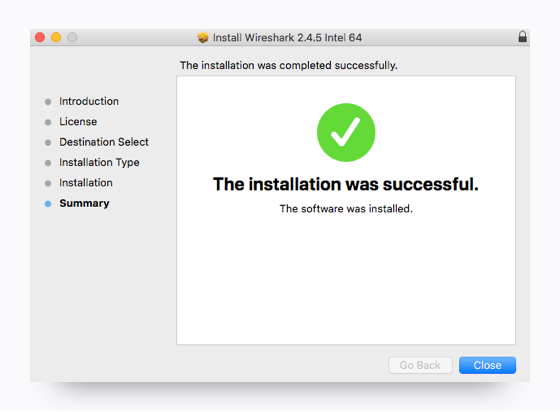 Install Wireshark 2.4.5 Intel 64
The installation was completed successfully.
Introduction
License
Destination Select
Installation Type
Installation
Summary
The installation was successful.
The software was installed.
Go Back
Close